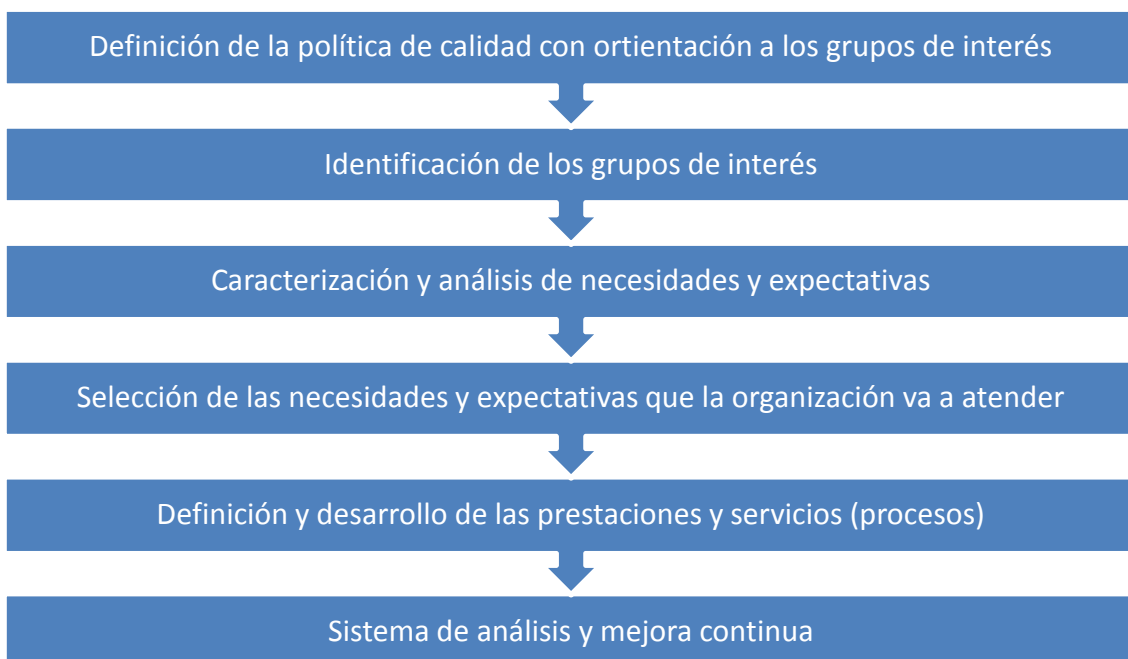 Definición de la política de calidad con ortientación a los grupos de interés
Identificación de los grupos de interés
Caracterización y análisis de necesidades y expectativas
Selección de las necesidades y expectativas que la organización va a atender
Definición y desarrollo de las prestaciones y servicios (procesos)
Sistema de análisis y mejora continua